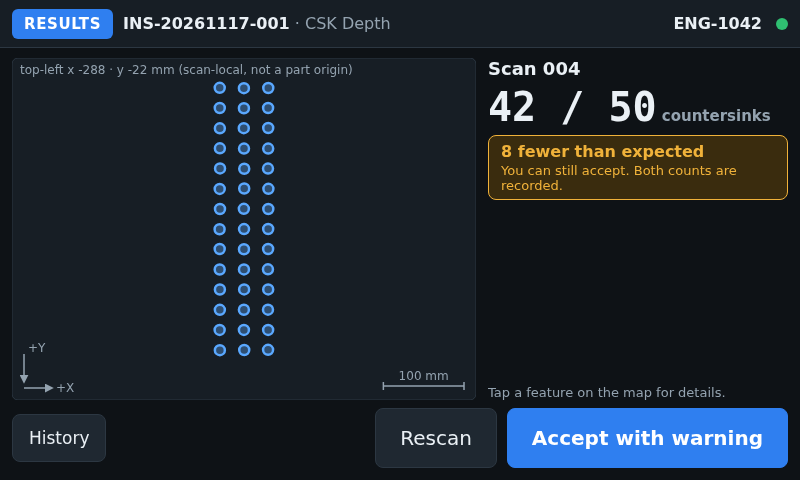 RESULTS INS-20261117-001 · CSK Depth ENG-1042
top-left x -288 · y -22 mm (scan-local, not a part origin)
+Y
+X
100 mm
Scan 004
42 / 50 countersinks
8 fewer than expected
You can still accept. Both counts are
recorded.
Tap a feature on the map for details.
History Rescan Accept with warning